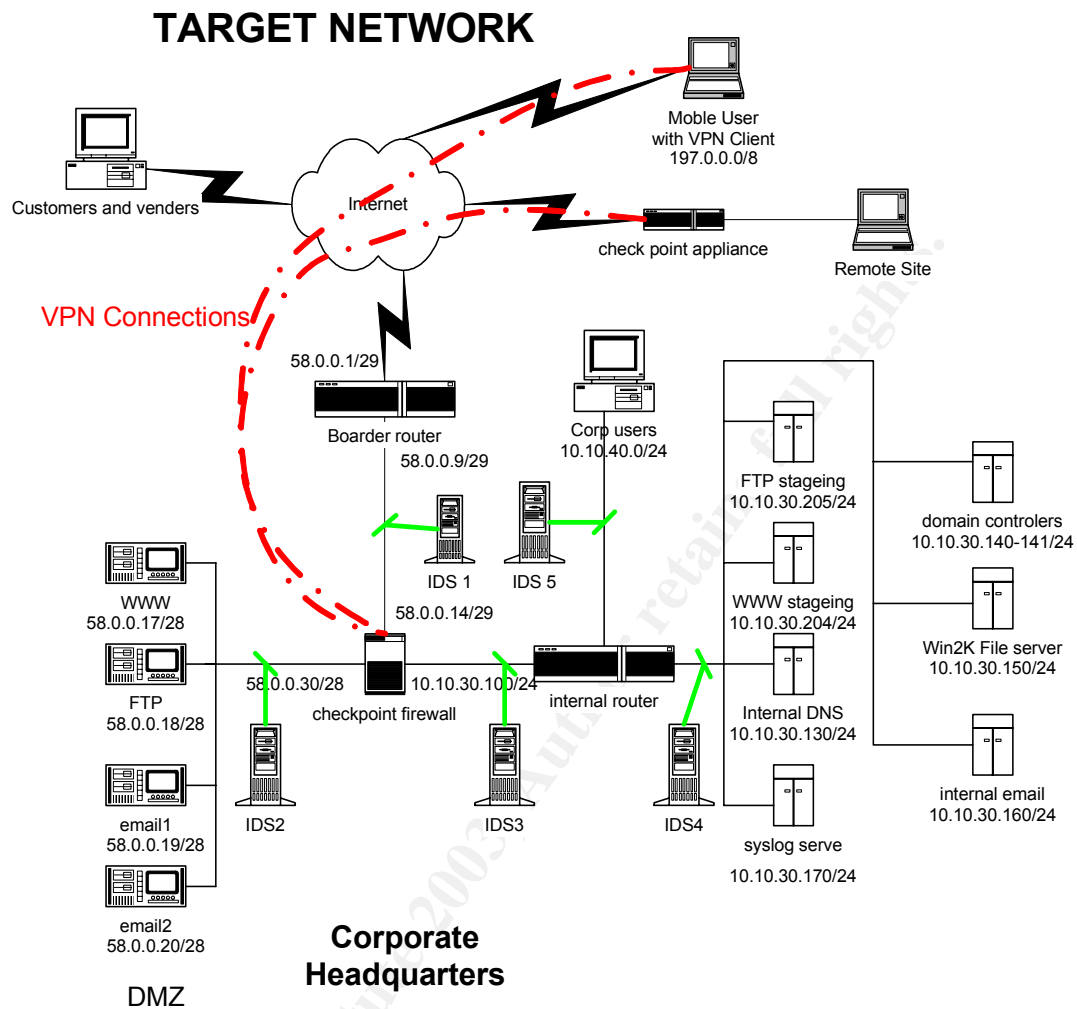 TARGET NETWORK
Moble User
with VPN Client
197.0.0.0/8
Customers and venders
Internet
check point appliance
Remote Site
VPN Connections
58.0.0.1/29
Boarder router
58.0.0.9/29
Corp users
10.10.40.0/24
FTP stageing
10.10.30.205/24
domain controlers
10.10.30.140-141/24
IDS 1
IDS 5
58.0.0.14/29
WWW
58.0.0.17/28
WWW stageing
10.10.30.204/24
Win2K File server
10.10.30.150/24
FTP
58.0.0.18/28
58.0.0.30/28
checkpoint firewall
10.10.30.100/24
internal router
Internal DNS
10.10.30.130/24
email1
58.0.0.19/28
IDS2
IDS3
IDS4
syslog serve
10.10.30.170/24
internal email
10.10.30.160/24
email2
58.0.0.20/28
DMZ
Corporate
Headquarters
tute 2003, Author retains full rights.